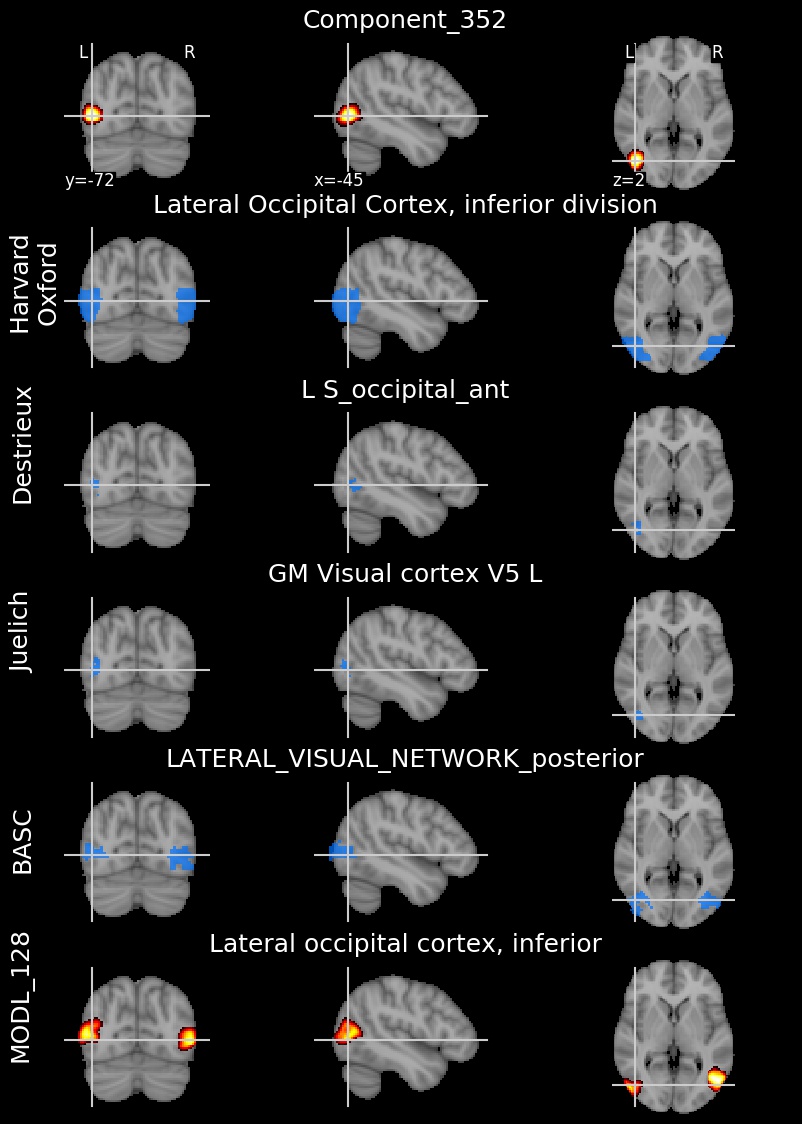 Component_352
L R L R
y=-72 x=-45 z=2
Lateral Occipital Cortex, inferior division
Harvard
Oxford
L S_occipital_ant
Destrieux
GM Visual cortex V5 L
Juelich
LATERAL_VISUAL_NETWORK_posterior
BASC
Lateral occipital cortex, inferior
MODL_128